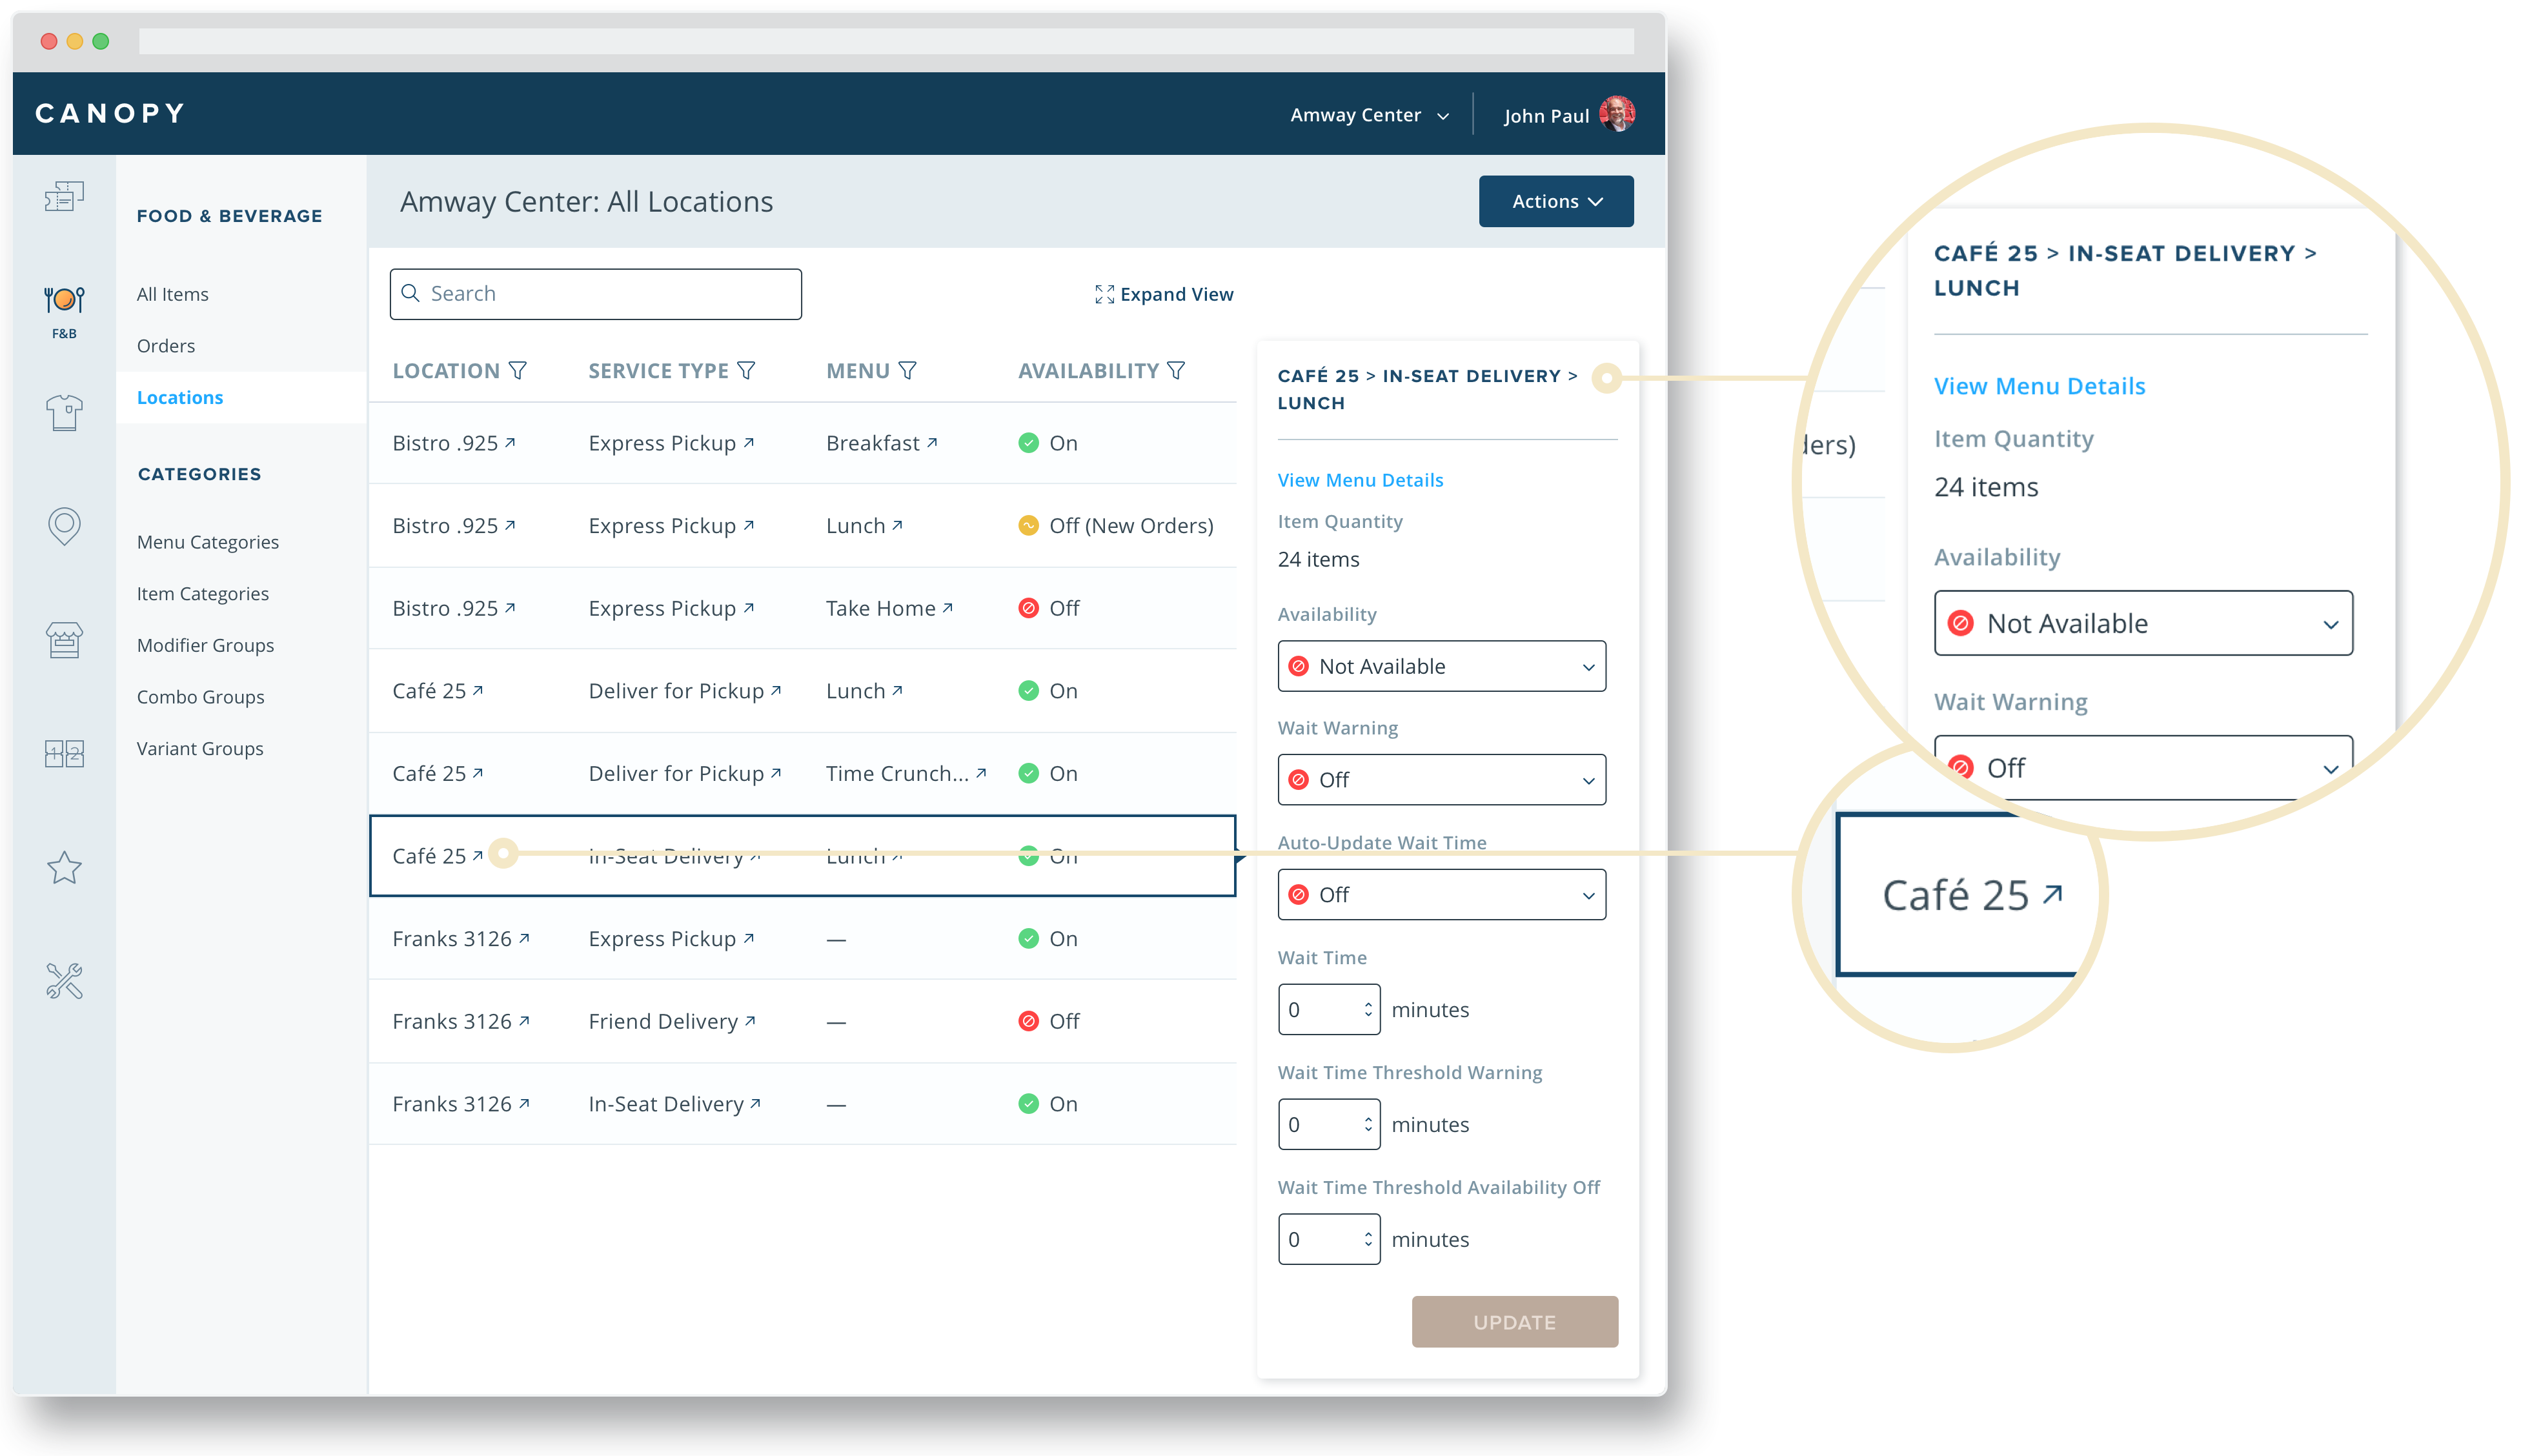 CANOPY
Amway Center
John Paul
F&B
FOOD & BEVERAGE
All Items
Orders
Locations
CATEGORIES
Menu Categories
Item Categories
Modifier Groups
Combo Groups
Variant Groups
1 2
Amway Center: All Locations
Actions
Search
Expand View
LOCATION SERVICE TYPE MENU AVAILABILITY
Bistro .925 Express Pickup Breakfast On
Bistro .925 Express Pickup Lunch Off (New Orders)
Bistro .925 Express Pickup Take Home Off
Café 25 Deliver for Pickup Lunch On
Café 25 Deliver for Pickup Time Crunch... On
Café 25 In-Seat Delivery Lunch On
Franks 3126 Express Pickup — On
Franks 3126 Friend Delivery — Off
Franks 3126 In-Seat Delivery — On
CAFÉ 25 > IN-SEAT DELIVERY >
LUNCH
View Menu Details
Item Quantity
24 items
Availability
Not Available
Wait Warning
Off
Auto-Update Wait Time
Off
Wait Time
0 minutes
Wait Time Threshold Warning
0 minutes
Wait Time Threshold Availability Off
0 minutes
UPDATE
CAFÉ 25 > IN-SEAT DELIVERY >
LUNCH
View Menu Details
Item Quantity
ders)
24 items
Availability
Not Available
Wait Warning
Off
Café 25